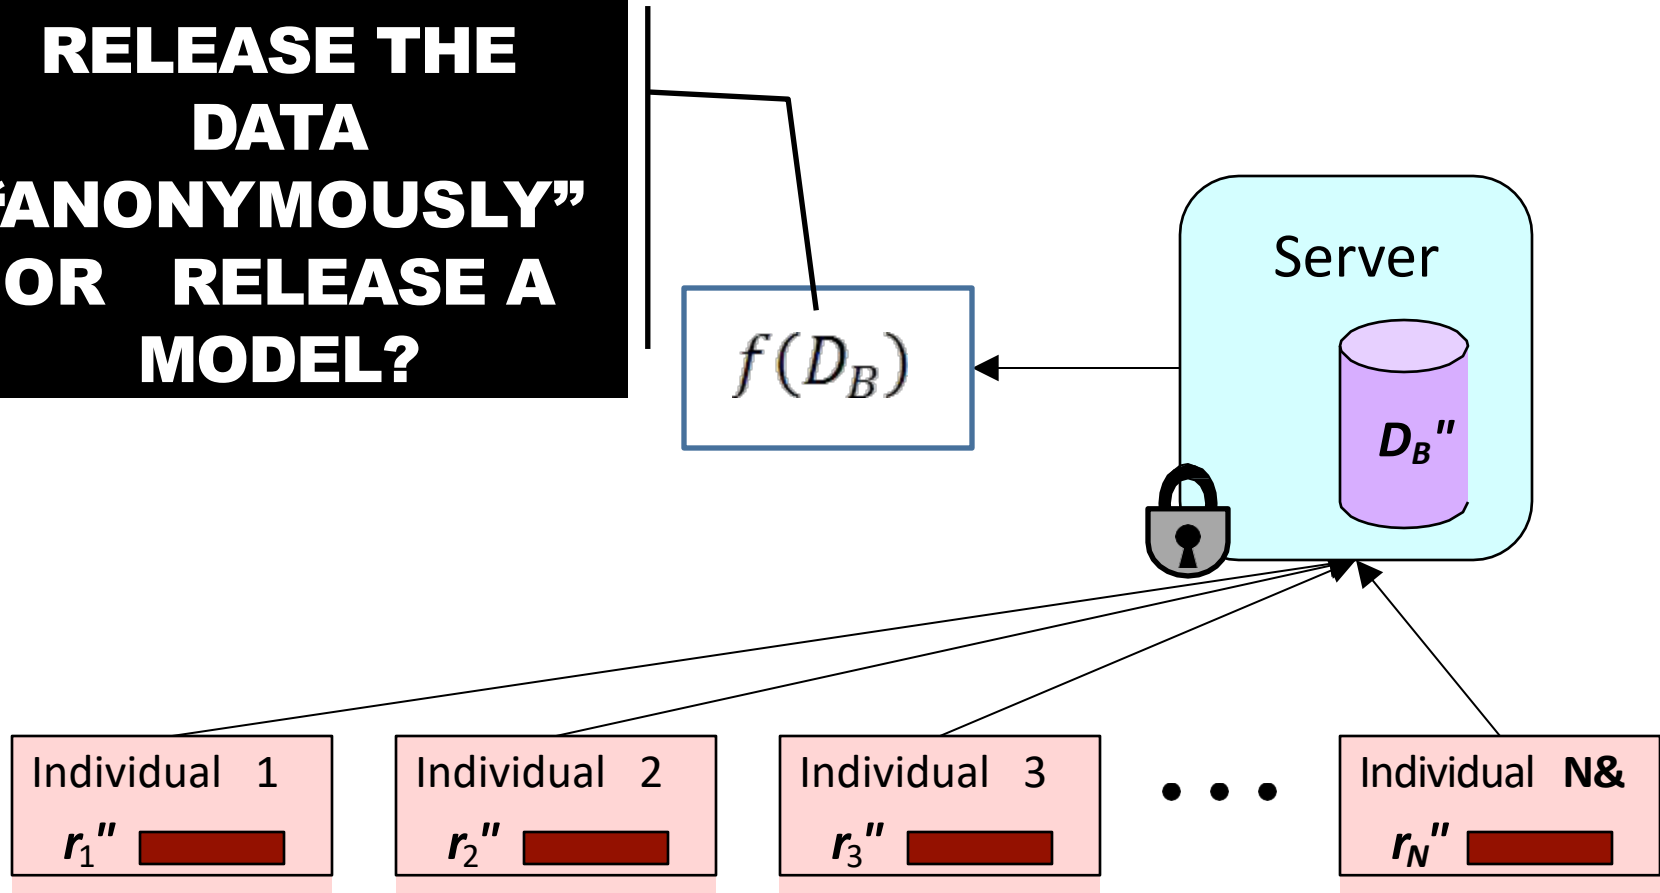 RELEASE THE
DATA
“ANONYMOUSLY”
OR RELEASE A
MODEL?
Server
f(D_B)
D_B"
Individual 1
r_1"
Individual 2
r_2"
Individual 3
r_3"
• • •
Individual N&
r_N"